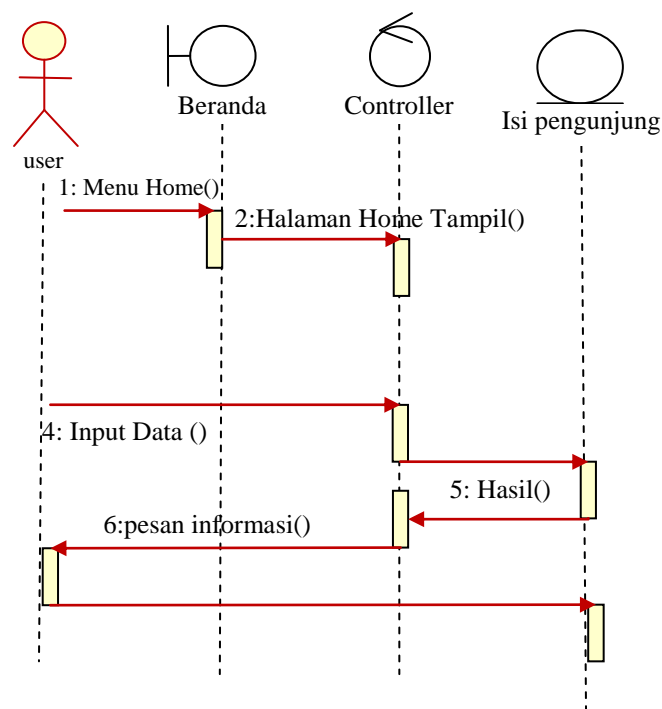 Beranda
Controller
Isi pengunjung
user
1: Menu Home()
2:Halaman Home Tampil()
4: Input Data ()
5: Hasil()
6:pesan informasi()